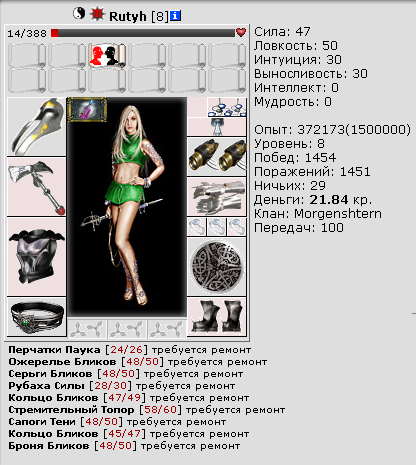 Rutyh [8]
14/388
Сила: 47
Ловкость: 50
Интуиция: 30
Выносливость: 30
Интеллект: 0
Мудрость: 0
Опыт: 372173(1500000)
Уровень: 8
Побед: 1454
Поражений: 1451
Ничьих: 29
Деньги: 21.84 кр.
Клан: Morgenshtern
Передач: 100
Перчатки Паука [24/26] требуется ремонт
Ожерелье Бликов [48/50] требуется ремонт
Серьги Бликов [48/50] требуется ремонт
Рубаха Силы [28/30] требуется ремонт
Кольцо Бликов [47/49] требуется ремонт
Стремительный Топор [58/60] требуется ремонт
Сапоги Тени [48/50] требуется ремонт
Кольцо Бликов [45/47] требуется ремонт
Броня Бликов [48/50] требуется ремонт